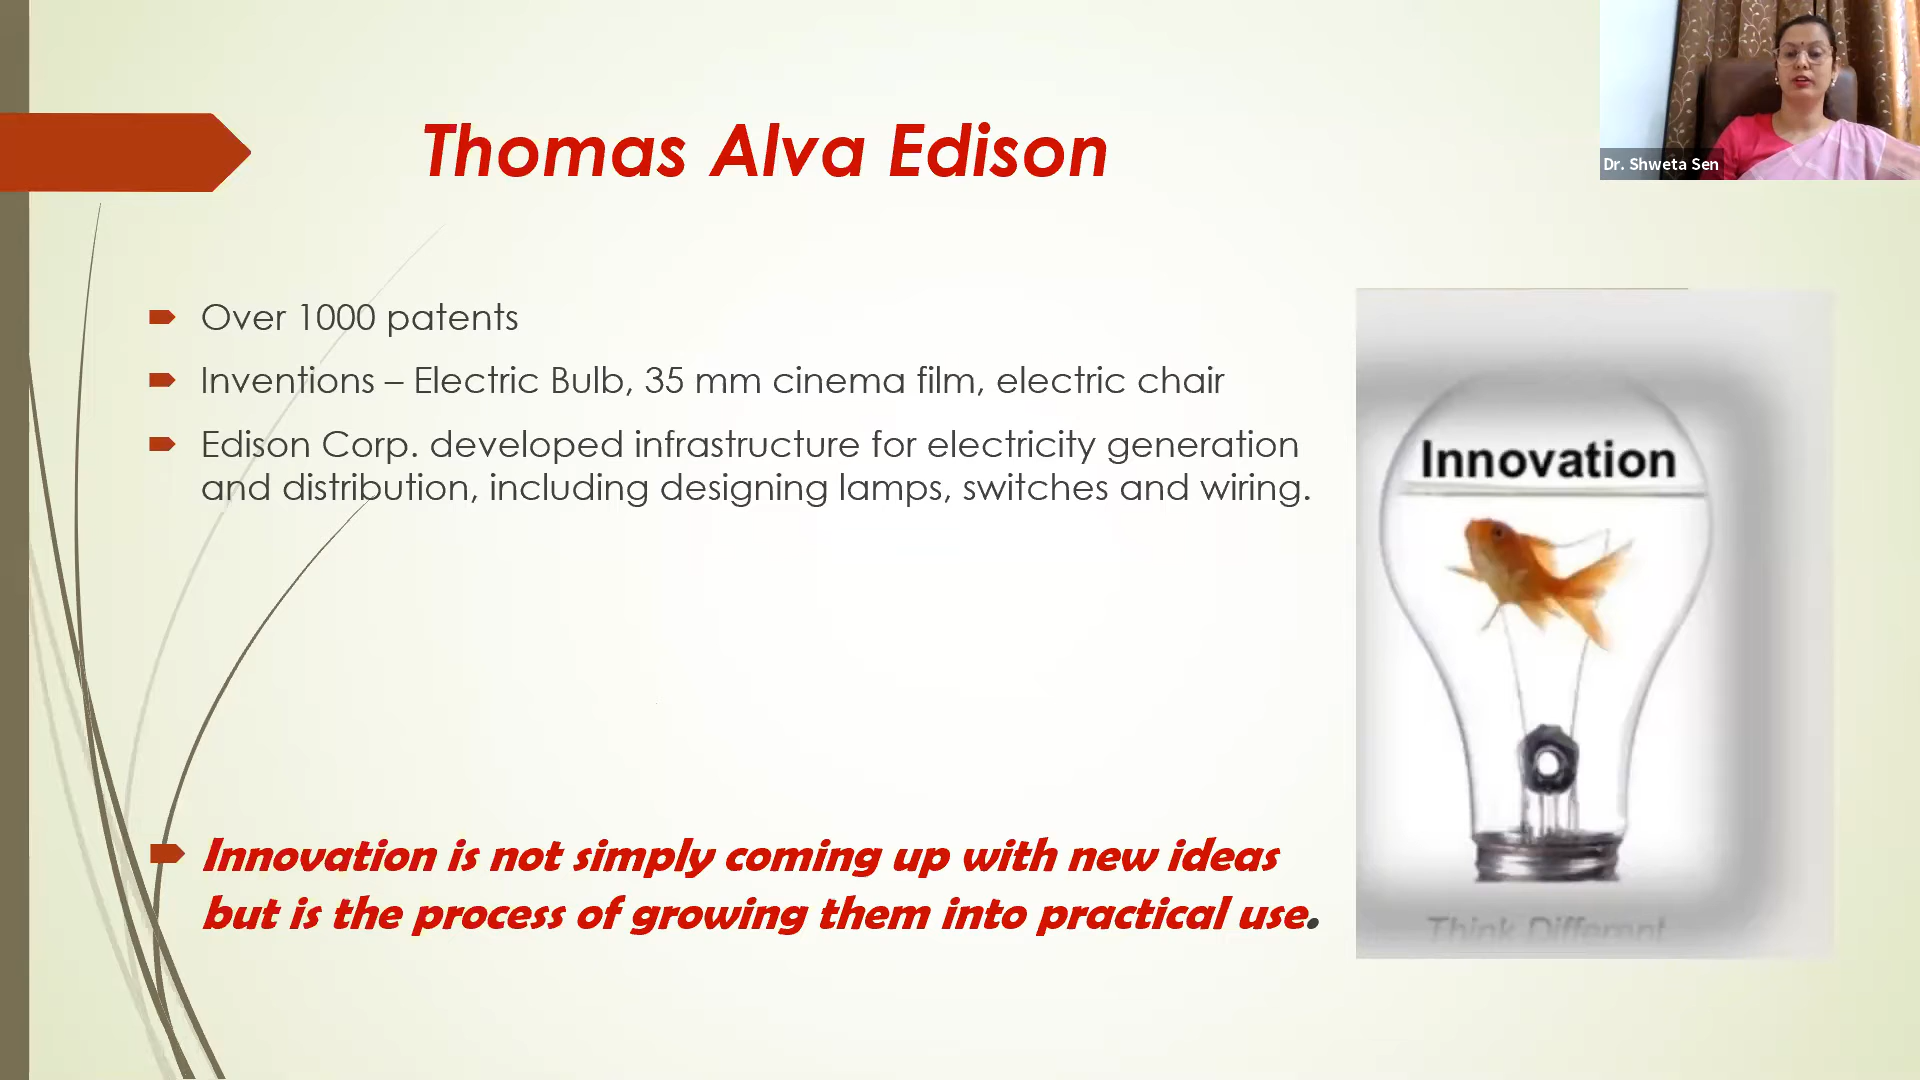 Thomas Alva Edison
Dr. Shweta Sen
Over 1000 patents
Inventions – Electric Bulb, 35 mm cinema film, electric chair
Edison Corp. developed infrastructure for electricity generation
and distribution, including designing lamps, switches and wiring.
Innovation
Innovation is not simply coming up with new ideas
but is the process of growing them into practical use.
Think Different